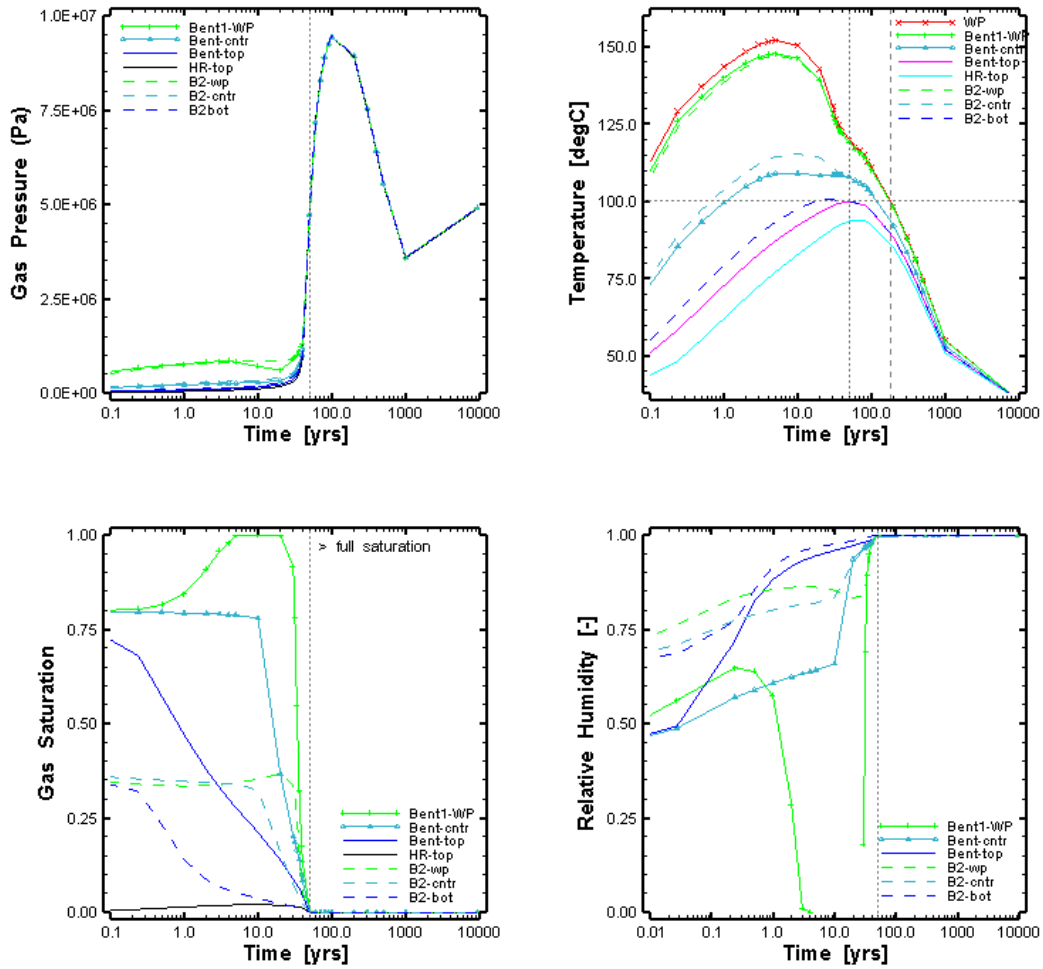 Gas Pressure (Pa)
1.0E+07
7.5E+06
5.0E+06
2.5E+06
0.0E+00
Bent1-WP
Bent-cntr
Bent-top
HR-top
B2-wp
B2-cntr
B2-bot
0.1 1.0 10.0 100.0 1000 10000
Time [yrs]
Temperature [degC]
150.0
125.0
100.0
75.0
50.0
WP
Bent1-WP
Bent-cntr
Bent-top
HR-top
B2-wp
B2-cntr
B2-bot
0.1 1.0 10.0 100.0 1000 10000
Time [yrs]
Gas Saturation
1.00
0.75
0.50
0.25
0.00
> full saturation
Bent1-WP
Bent-cntr
Bent-top
HR-top
B2-wp
B2-cntr
B2-bot
0.1 1.0 10.0 100.0 1000 10000
Time [yrs]
Relative Humidity [-]
1.00
0.75
0.50
0.25
0.00
Bent1-WP
Bent-cntr
Bent-top
B2-wp
B2-cntr
B2-bot
0.01 0.1 1.0 10.0 100.0 1000 10000
Time [yrs]